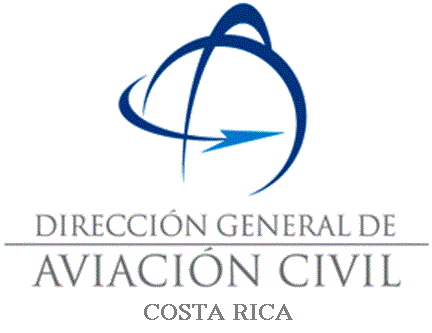 DIRECCIÓN GENERAL DE
AVIACIÓN CIVIL
COSTA RICA